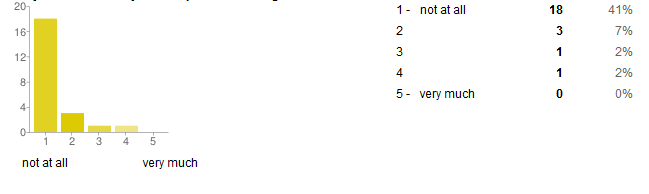 20
16
12
8
4
0
1 2 3 4 5
not at all very much
1 - not at all 18 41%
2 3 7%
3 1 2%
4 1 2%
5 - very much 0 0%